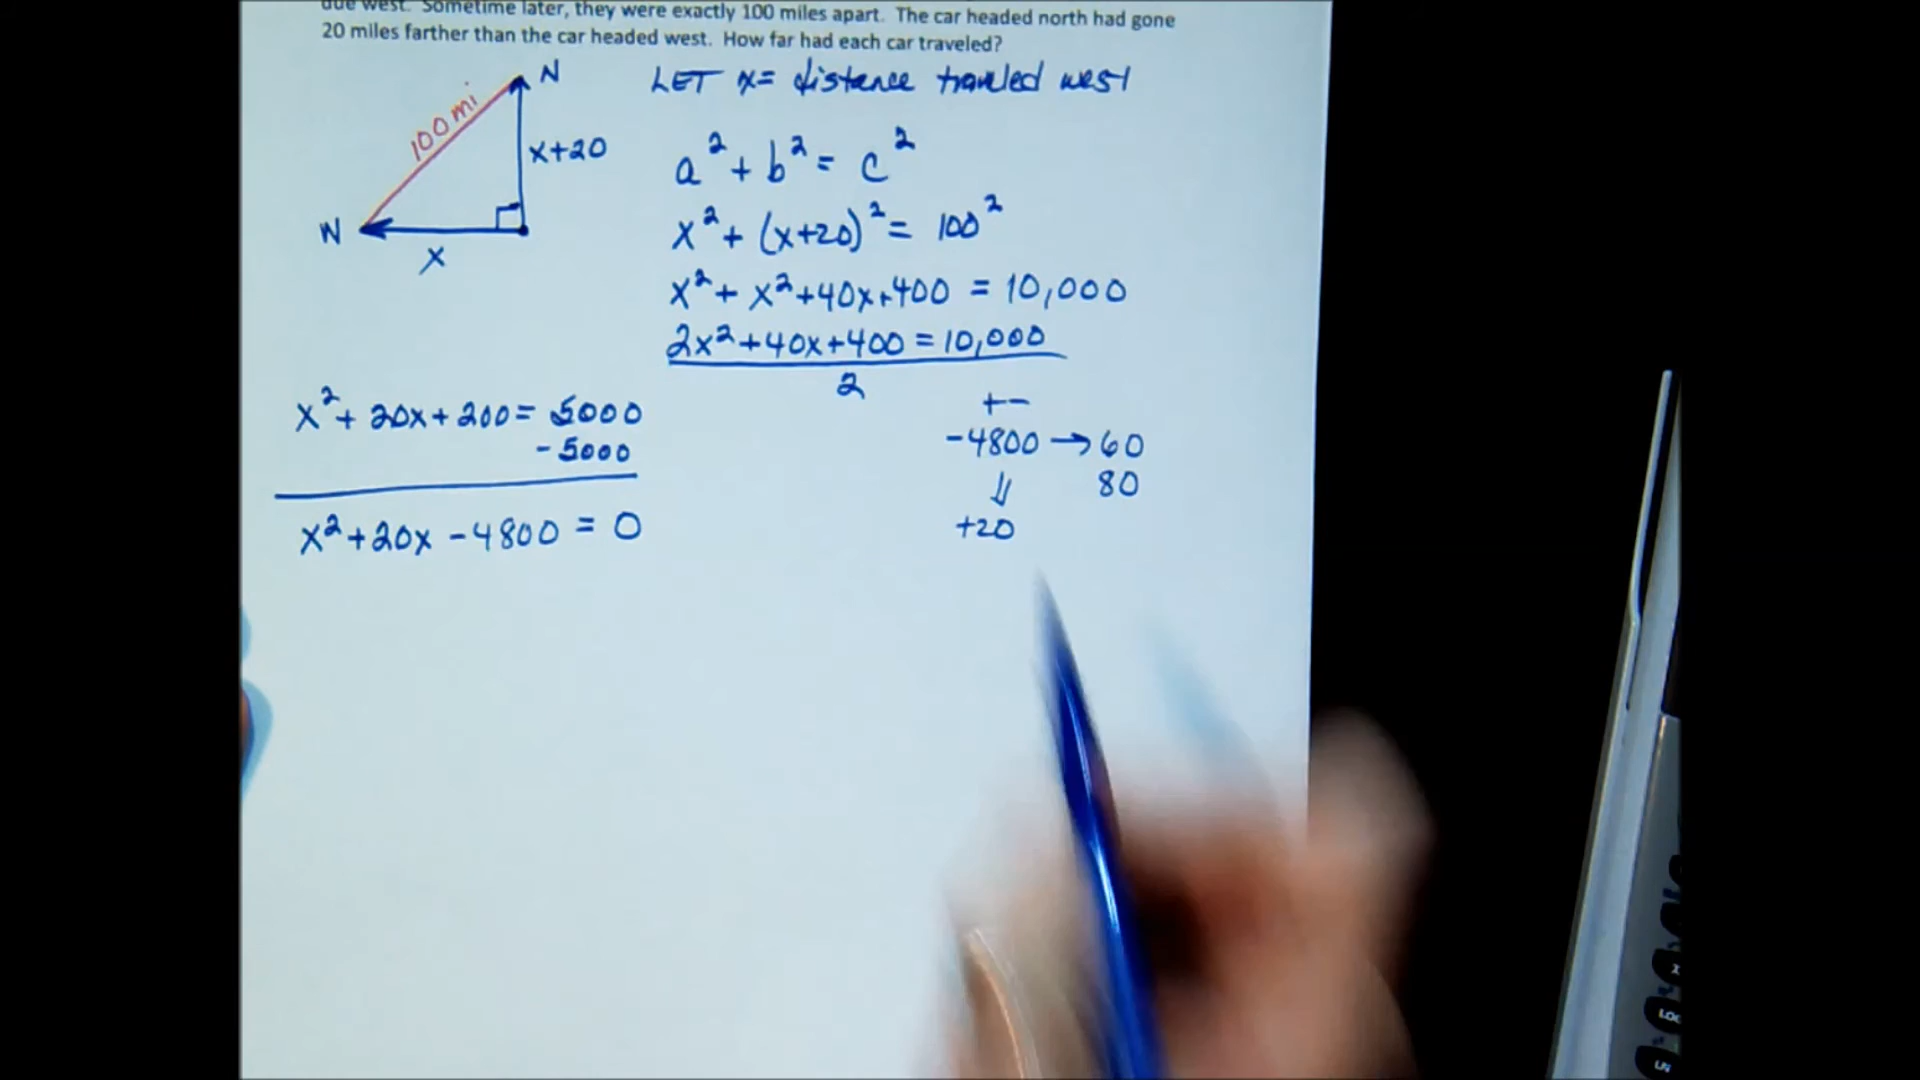 due west. Sometime later, they were exactly 100 miles apart. The car headed north had gone
20 miles farther than the car headed west. How far had each car traveled?
N
100 mi
x+20
W
x
LET x= distance traveled west
a² + b² = c²
x² + (x+20)² = 100²
x² + x² +40x+400 = 10,000
2x² +40x+400 = 10,000
2
x² + 20x + 200 = 5000
- 5000
x² +20x - 4800 = 0
+ -
-4800 → 60
80
⇓
+20
LOG
LN